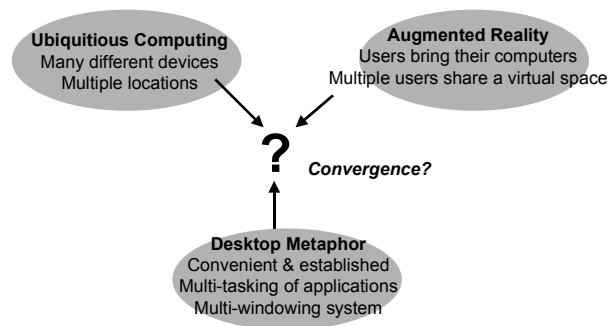 Ubiquitious Computing
Many different devices
Multiple locations
Augmented Reality
Users bring their computers
Multiple users share a virtual space
?
Convergence?
Desktop Metaphor
Convenient & established
Multi-tasking of applications
Multi-windowing system